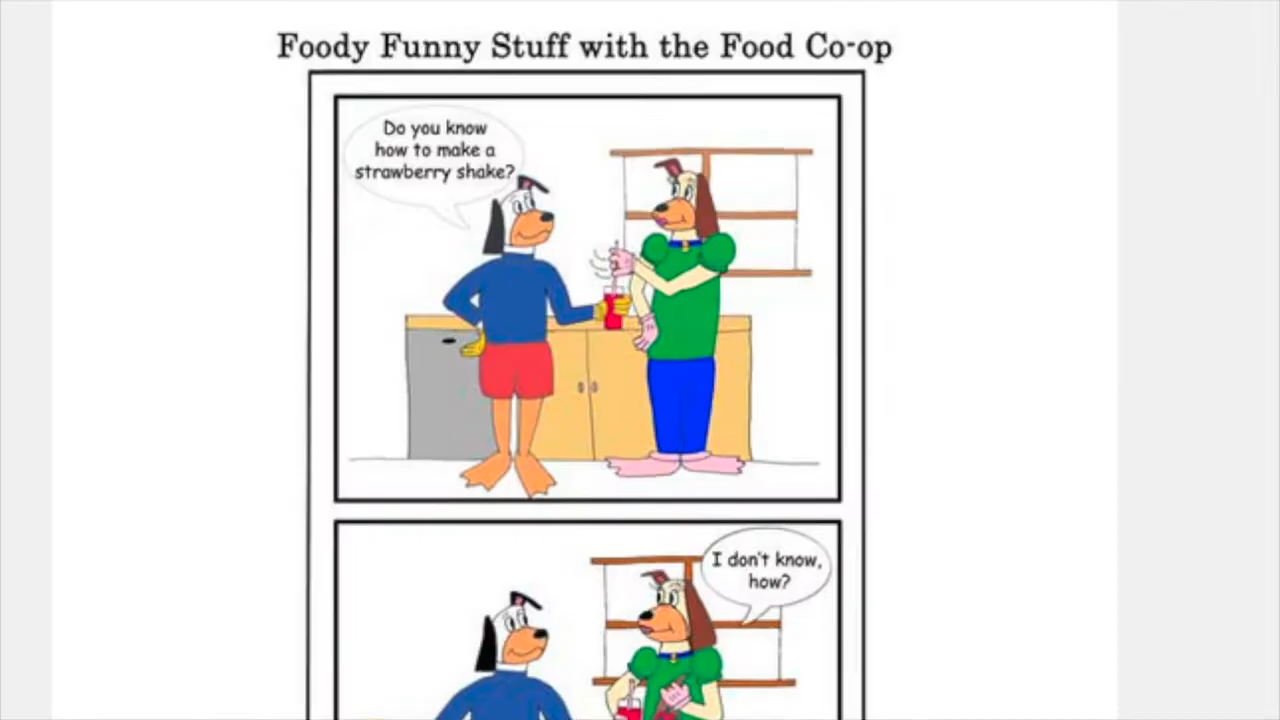 Foody Funny Stuff with the Food Co-op
Do you know
how to make a
strawberry shake?
I don't know,
how?